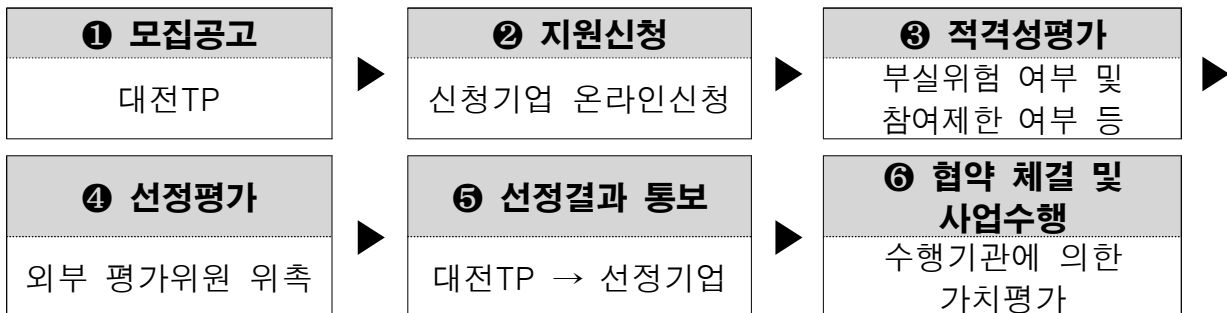 ❶ 모집공고
대전TP
▶
❷ 지원신청
신청기업 온라인신청
▶
❸ 적격성평가
부실위험 여부 및
참여제한 여부 등
▶
❹ 선정평가
외부 평가위원 위촉
▶
❺ 선정결과 통보
대전TP → 선정기업
▶
❻ 협약 체결 및
사업수행
수행기관에 의한
가치평가